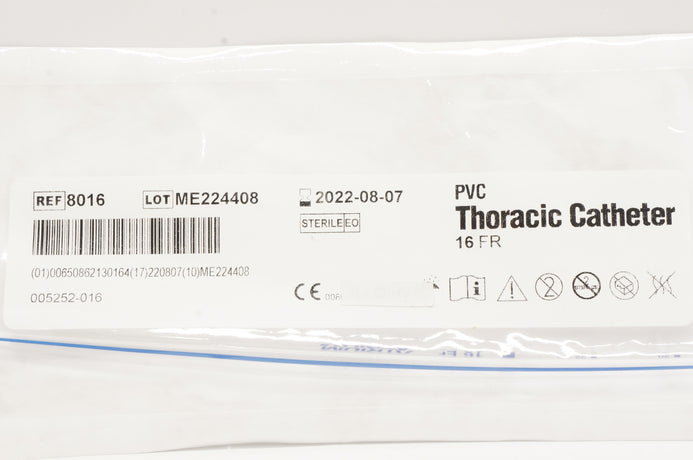 REF 8016
LOT ME224408
2022-08-07
STERILE EO
(01)00650862130164(17)220807(10)ME224408
005252-016
PVC
Thoracic Catheter
16 FR
CE